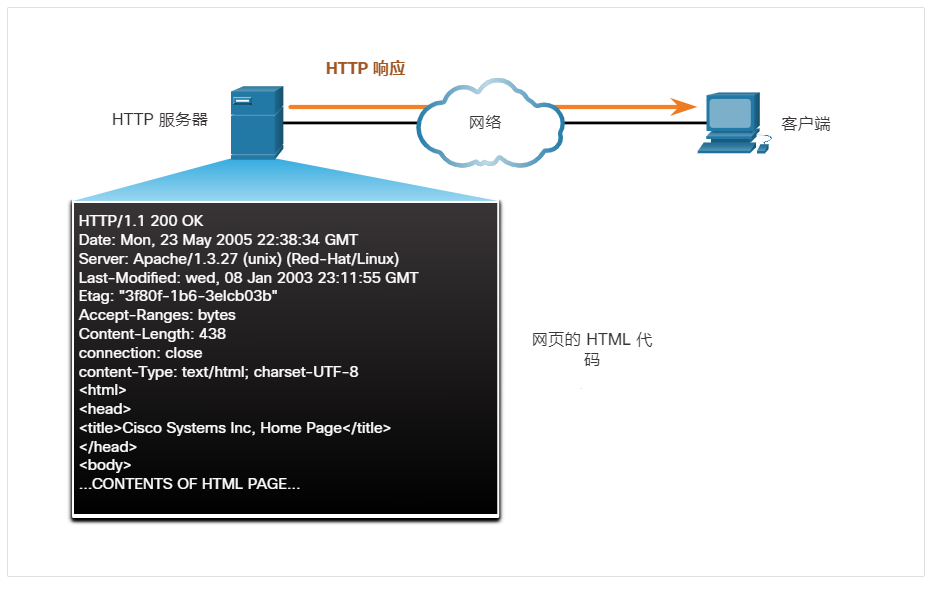 HTTP 响应
HTTP 服务器
网络
客户端
HTTP/1.1 200 OK
Date: Mon, 23 May 2005 22:38:34 GMT
Server: Apache/1.3.27 (unix) (Red-Hat/Linux)
Last-Modified: wed, 08 Jan 2003 23:11:55 GMT
Etag: "3f80f-1b6-3elcb03b"
Accept-Ranges: bytes
Content-Length: 438
connection: close
content-Type: text/html; charset-UTF-8
<html>
<head>
<title>Cisco Systems Inc, Home Page</title>
</head>
<body>
...CONTENTS OF HTML PAGE...
网页的 HTML 代
码